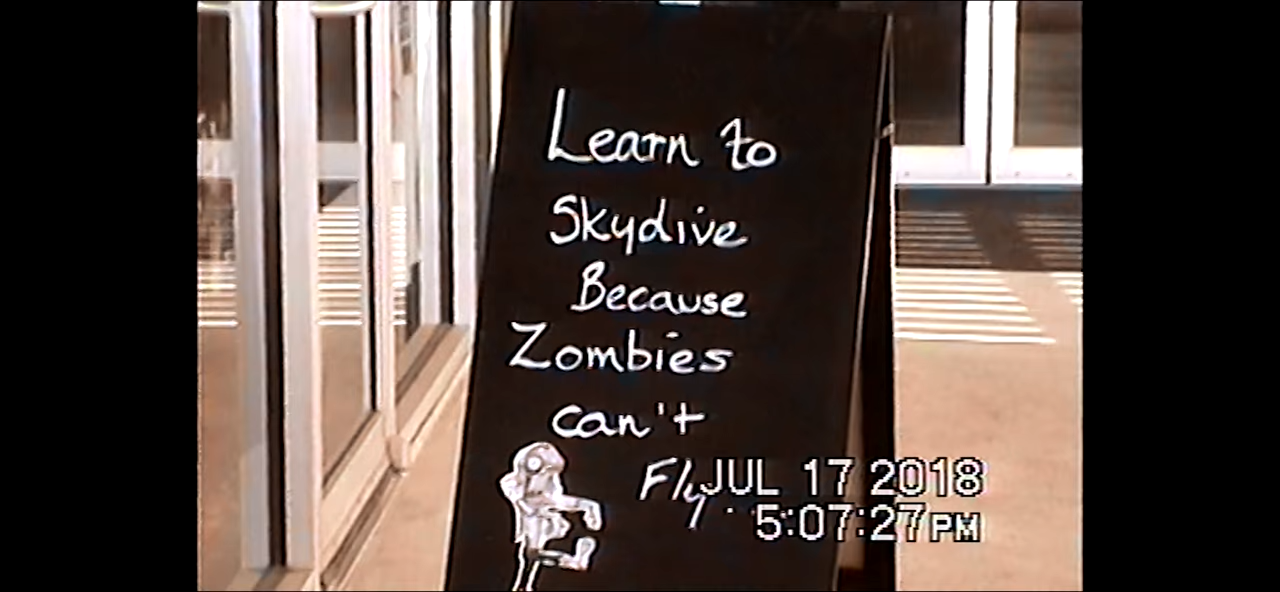 Learn to
Skydive
Because
Zombies
can't
Fly
JUL 17 2018
5:07:27PM